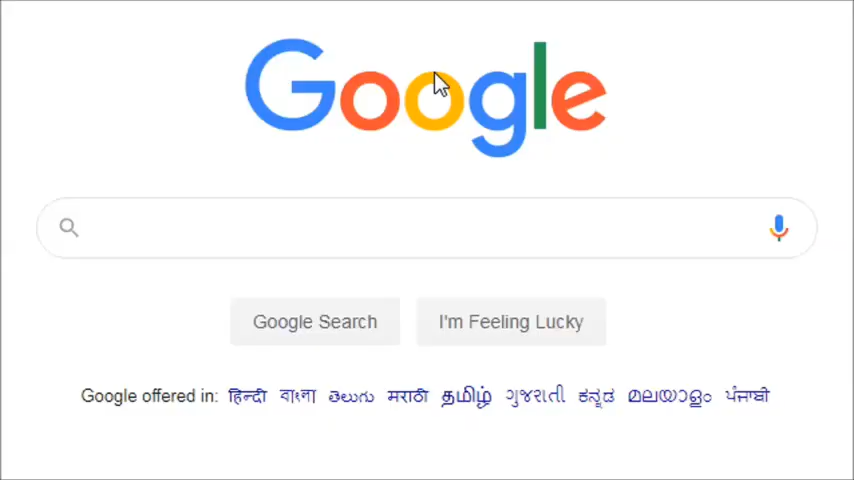 Google
Google Search
I'm Feeling Lucky
Google offered in: हिन्दी বাংলা తెలుగు मराठी தமிழ் ગુજરાતી ಕನ್ನಡ മലയാളം ਪੰਜਾਬੀ